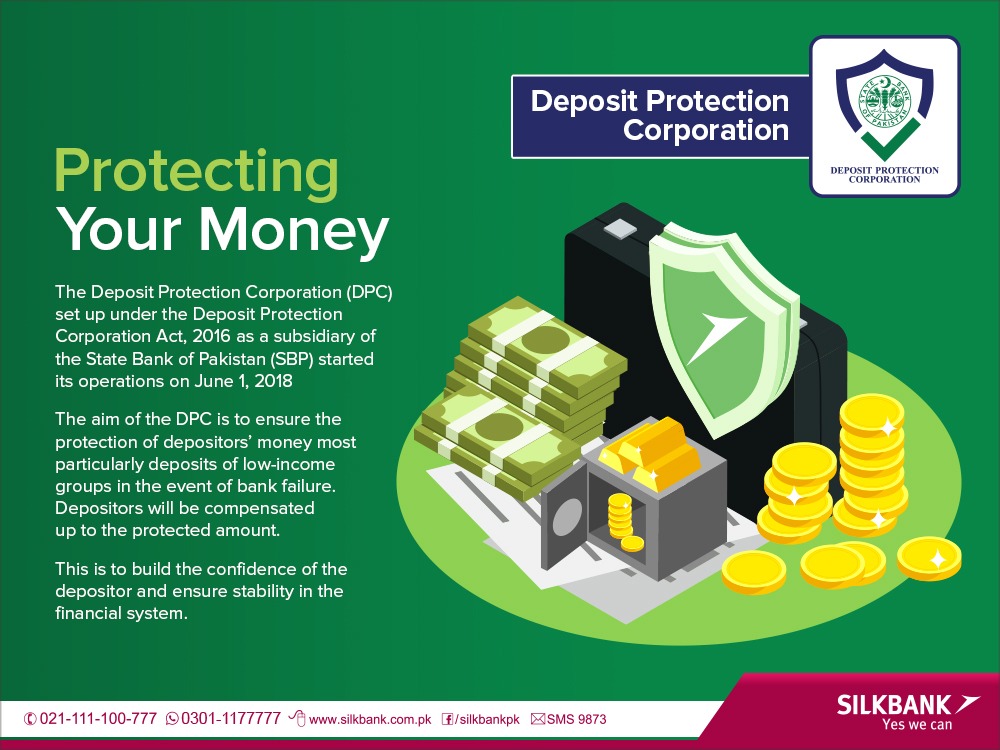 Deposit Protection
Corporation
STATE BANK
OF PAKISTAN
DEPOSIT PROTECTION
CORPORATION
Protecting
Your Money
The Deposit Protection Corporation (DPC)
set up under the Deposit Protection
Corporation Act, 2016 as a subsidiary of
the State Bank of Pakistan (SBP) started
its operations on June 1, 2018
The aim of the DPC is to ensure the
protection of depositors’ money most
particularly deposits of low-income
groups in the event of bank failure.
Depositors will be compensated
up to the protected amount.
This is to build the confidence of the
depositor and ensure stability in the
financial system.
021-111-100-777 0301-1177777 www.silkbank.com.pk /silkbankpk SMS 9873
SILKBANK
Yes we can